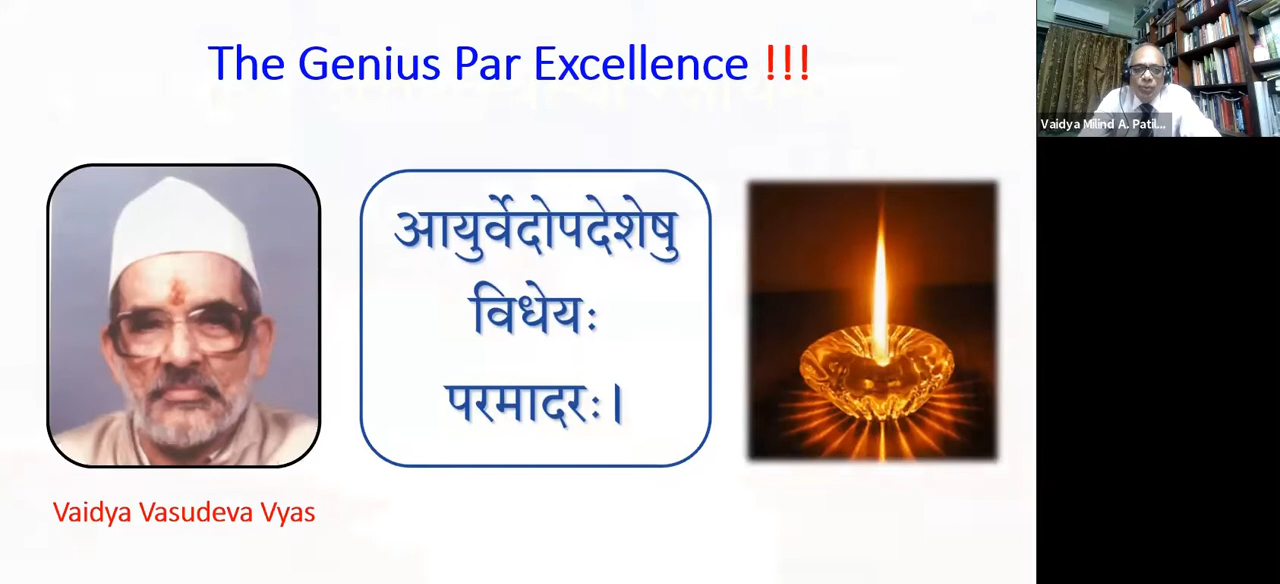 The Genius Par Excellence !!!
Vaidya Milind A. Patil...
आयुर्वेदोपदेशेषु
विधेयः
परमादरः।
Vaidya Vasudeva Vyas